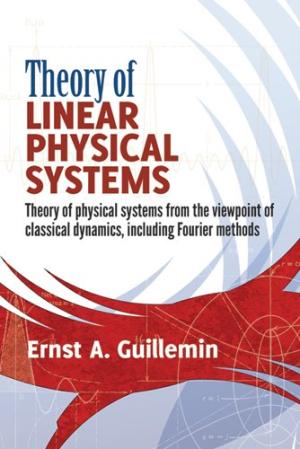 Theory of
LINEAR
PHYSICAL
SYSTEMS
Theory of physical systems from the viewpoint of
classical dynamics, including Fourier methods
Ernst A. Guillemin